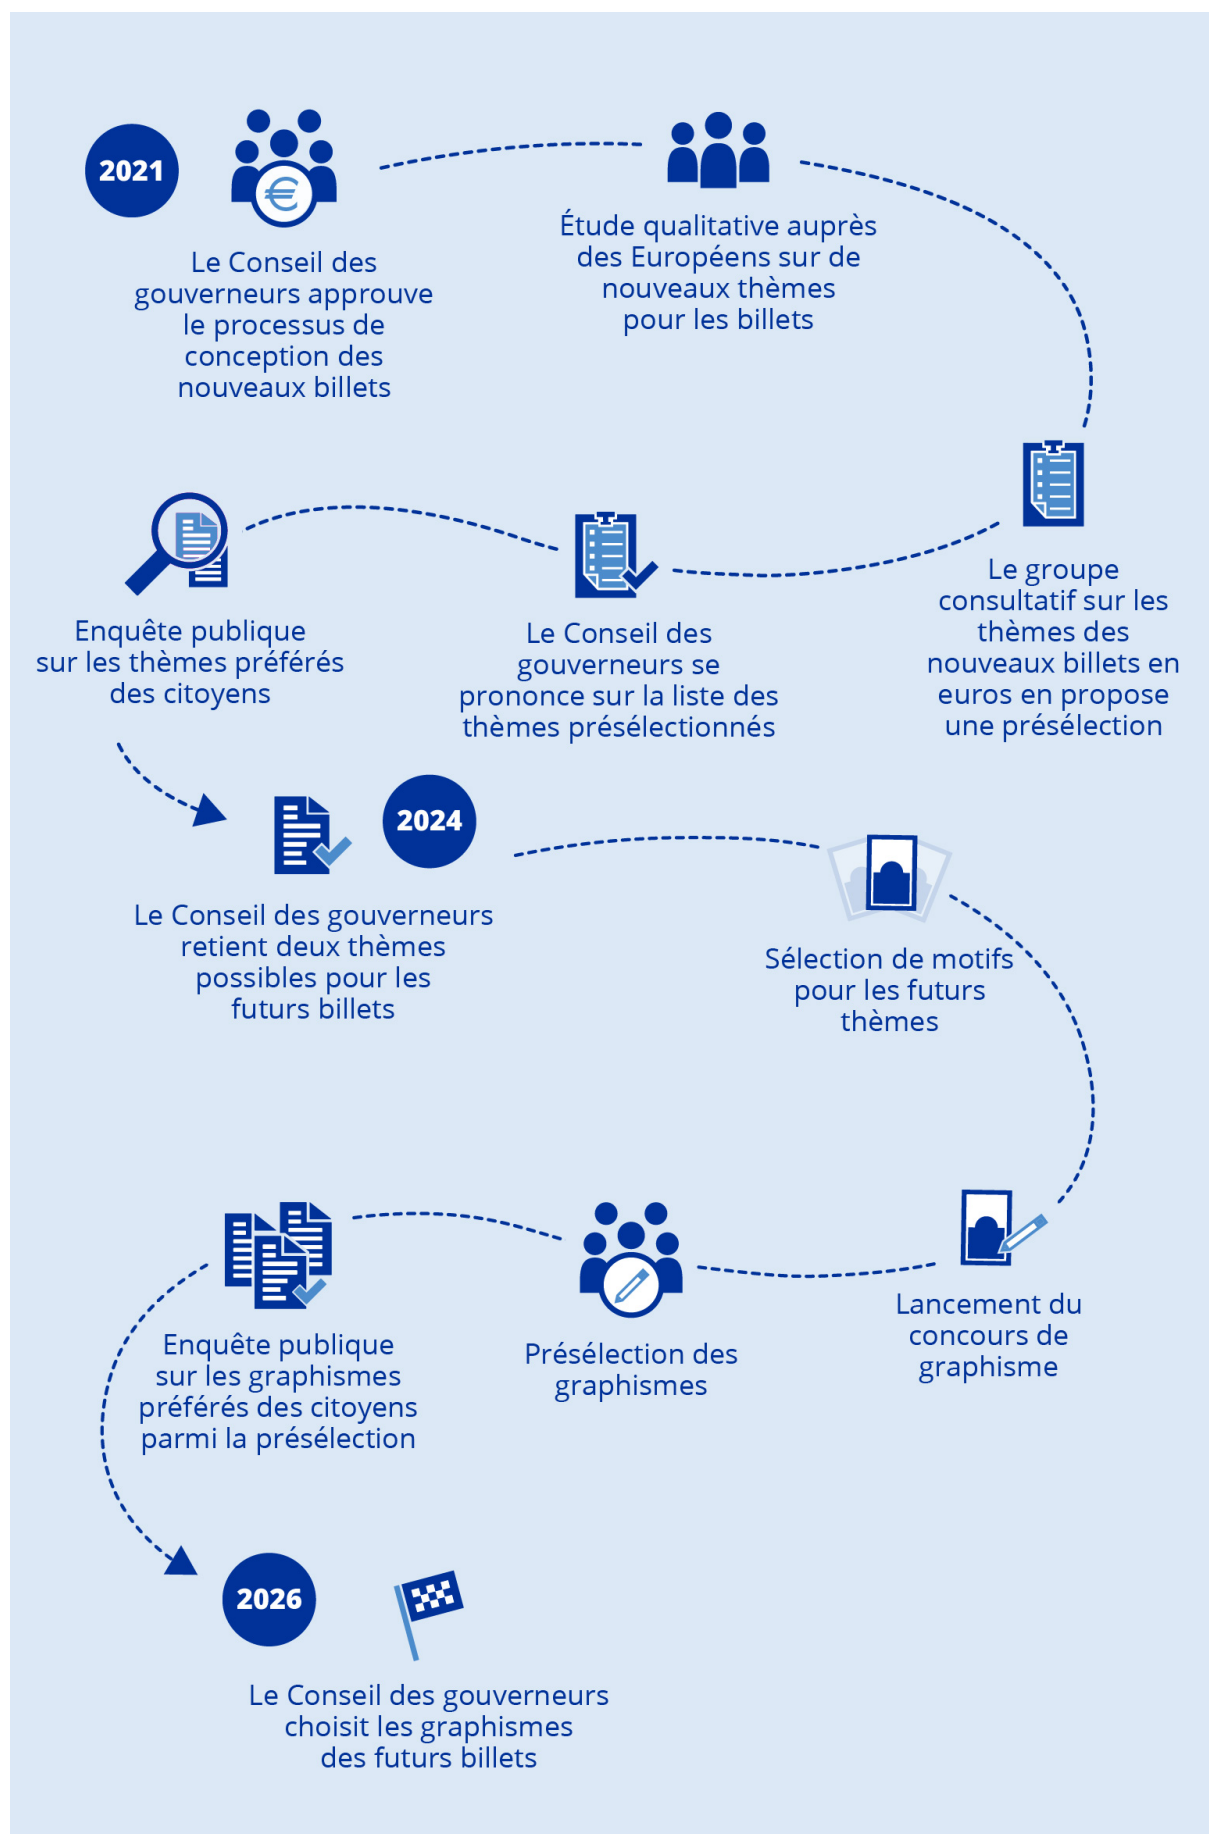 2021
Le Conseil des
gouverneurs approuve
le processus de
conception des
nouveaux billets
Étude qualitative auprès
des Européens sur de
nouveaux thèmes
pour les billets
Le groupe
consultatif sur les
thèmes des
nouveaux billets en
euros en propose
une présélection
Le Conseil des
gouverneurs se
prononce sur la liste des
thèmes présélectionnés
Enquête publique
sur les thèmes préférés
des citoyens
2024
Le Conseil des gouverneurs
retient deux thèmes
possibles pour les
futurs billets
Sélection de motifs
pour les futurs
thèmes
Lancement du
concours de
graphisme
Présélection des
graphismes
Enquête publique
sur les graphismes
préférés des citoyens
parmi la présélection
2026
Le Conseil des gouverneurs
choisit les graphismes
des futurs billets